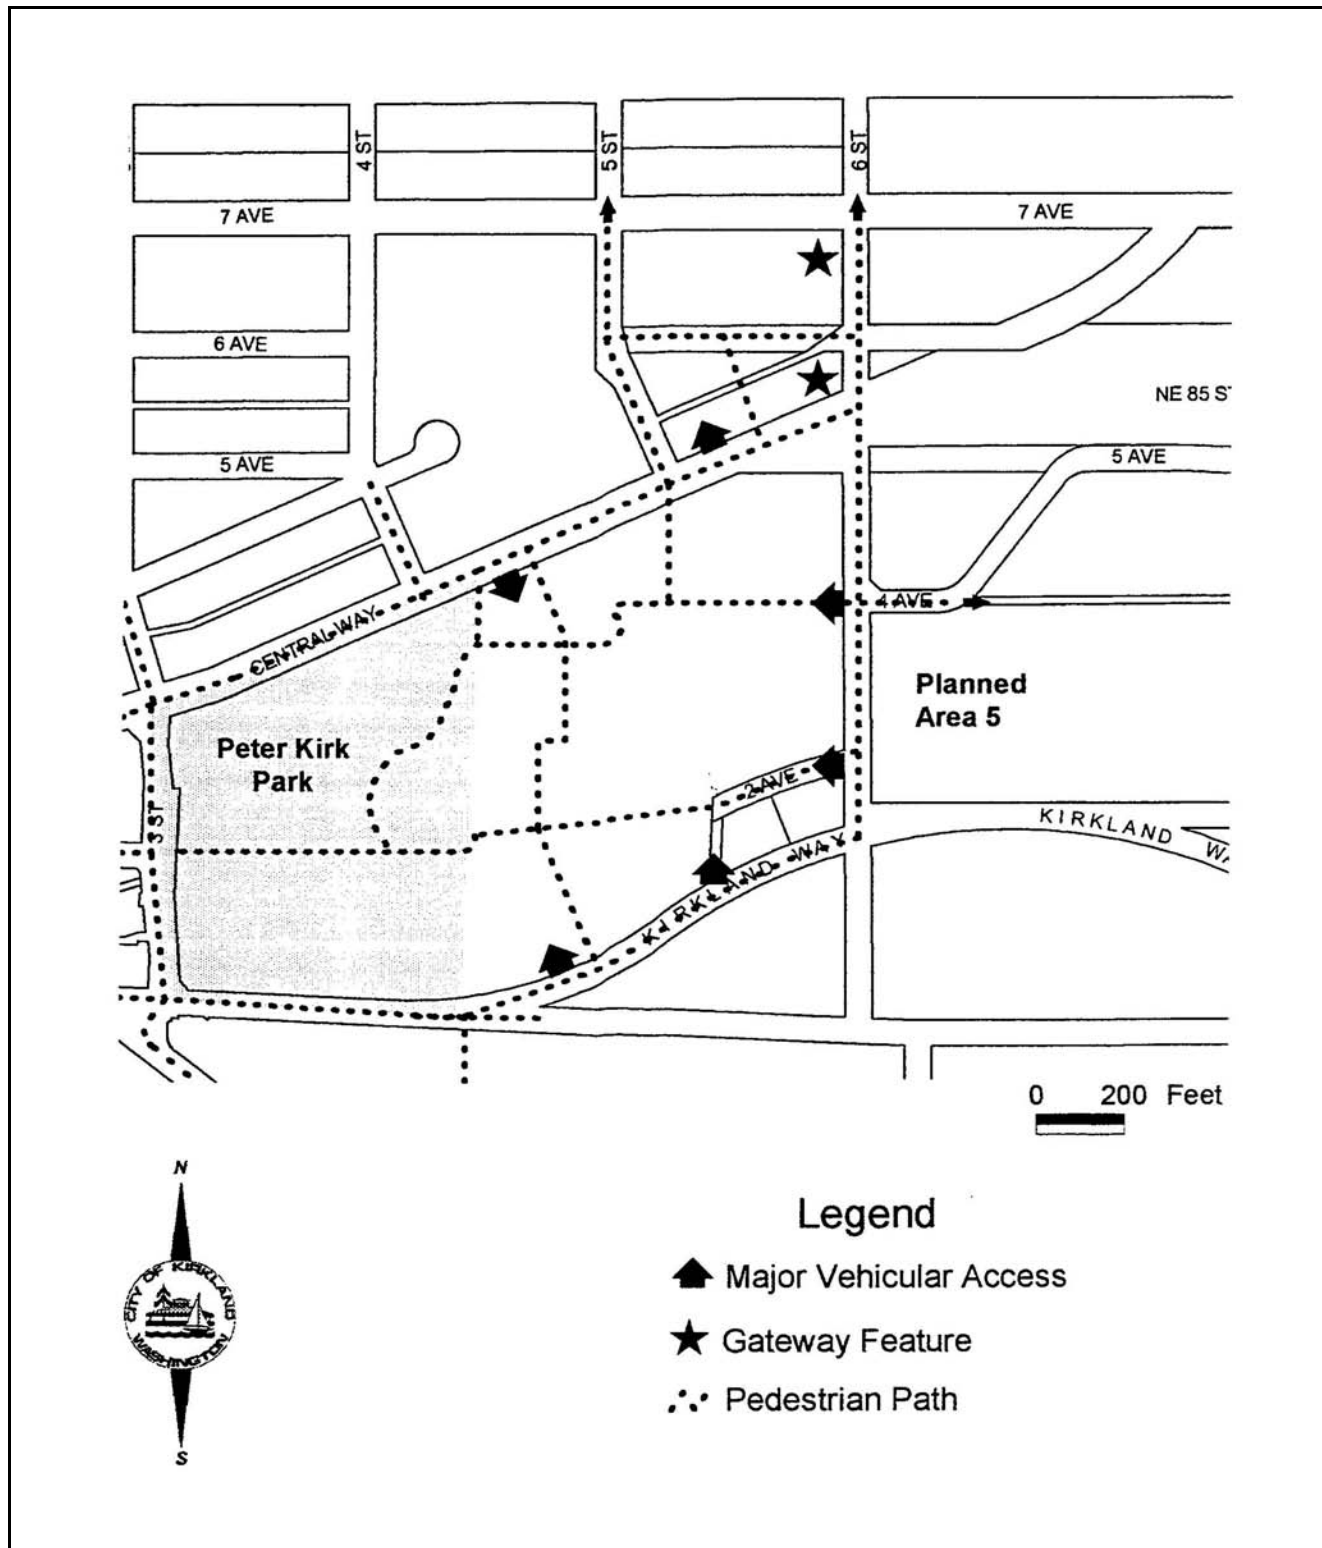 4 ST
5 ST
6 ST
7 AVE
7 AVE
6 AVE
NE 85 S
5 AVE
5 AVE
4 AVE
CENTRAL WAY
Planned
Area 5
Peter Kirk
Park
2 AVE
3 ST
KIRKLAND
KIRKLAND WAY
0 200 Feet
N
CITY OF KIRKLAND
WASHINGTON
S
Legend
Major Vehicular Access
Gateway Feature
Pedestrian Path